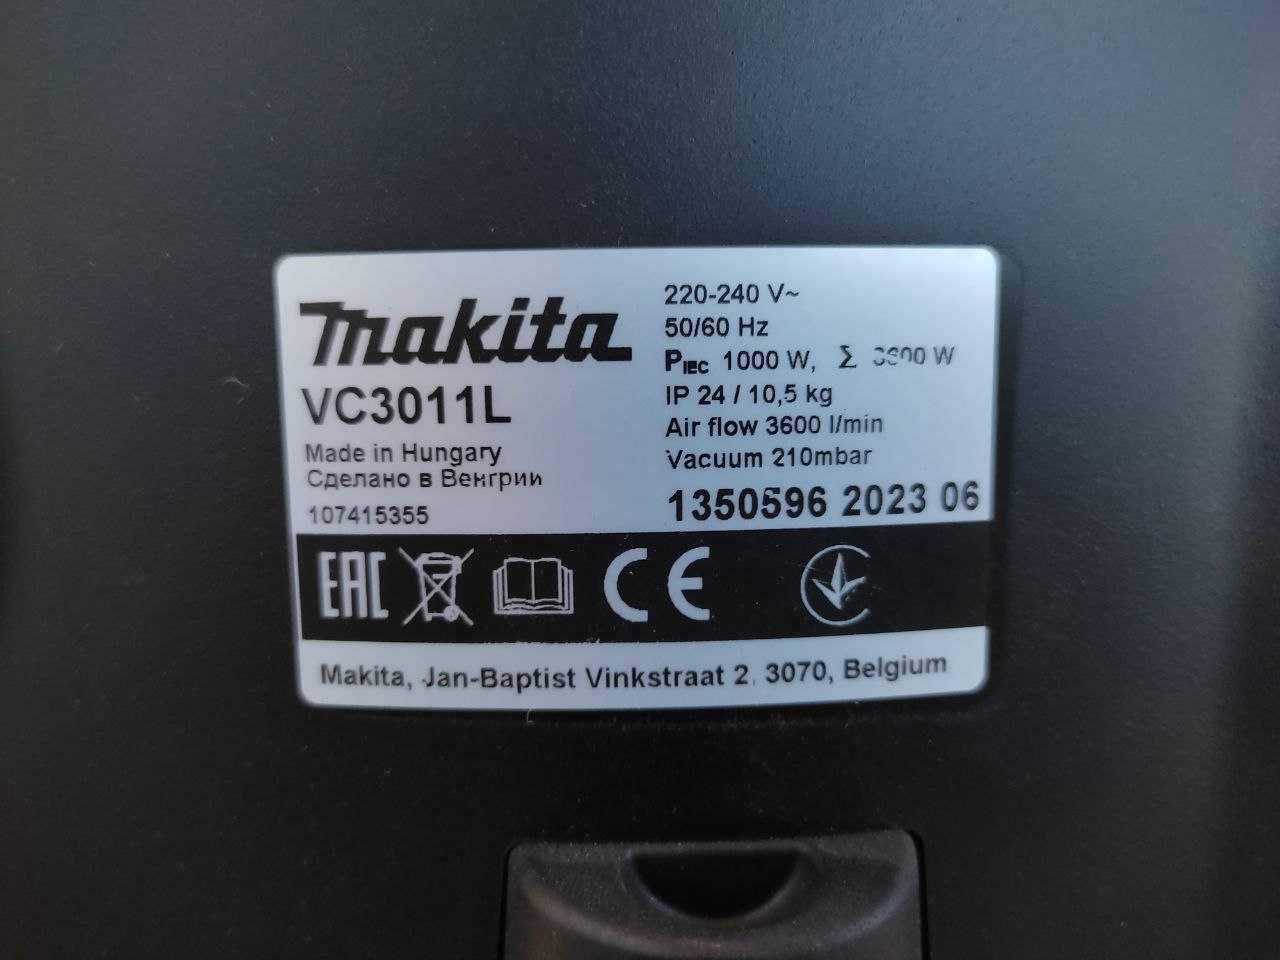 makita
VC3011L
Made in Hungary
Сделано в Венгрии
107415355
220-240 V~
50/60 Hz
PIEC 1000 W, Σ 3600 W
IP 24 / 10,5 kg
Air flow 3600 l/min
Vacuum 210mbar
1350596 2023 06
EAC
CE
Makita, Jan-Baptist Vinkstraat 2, 3070, Belgium